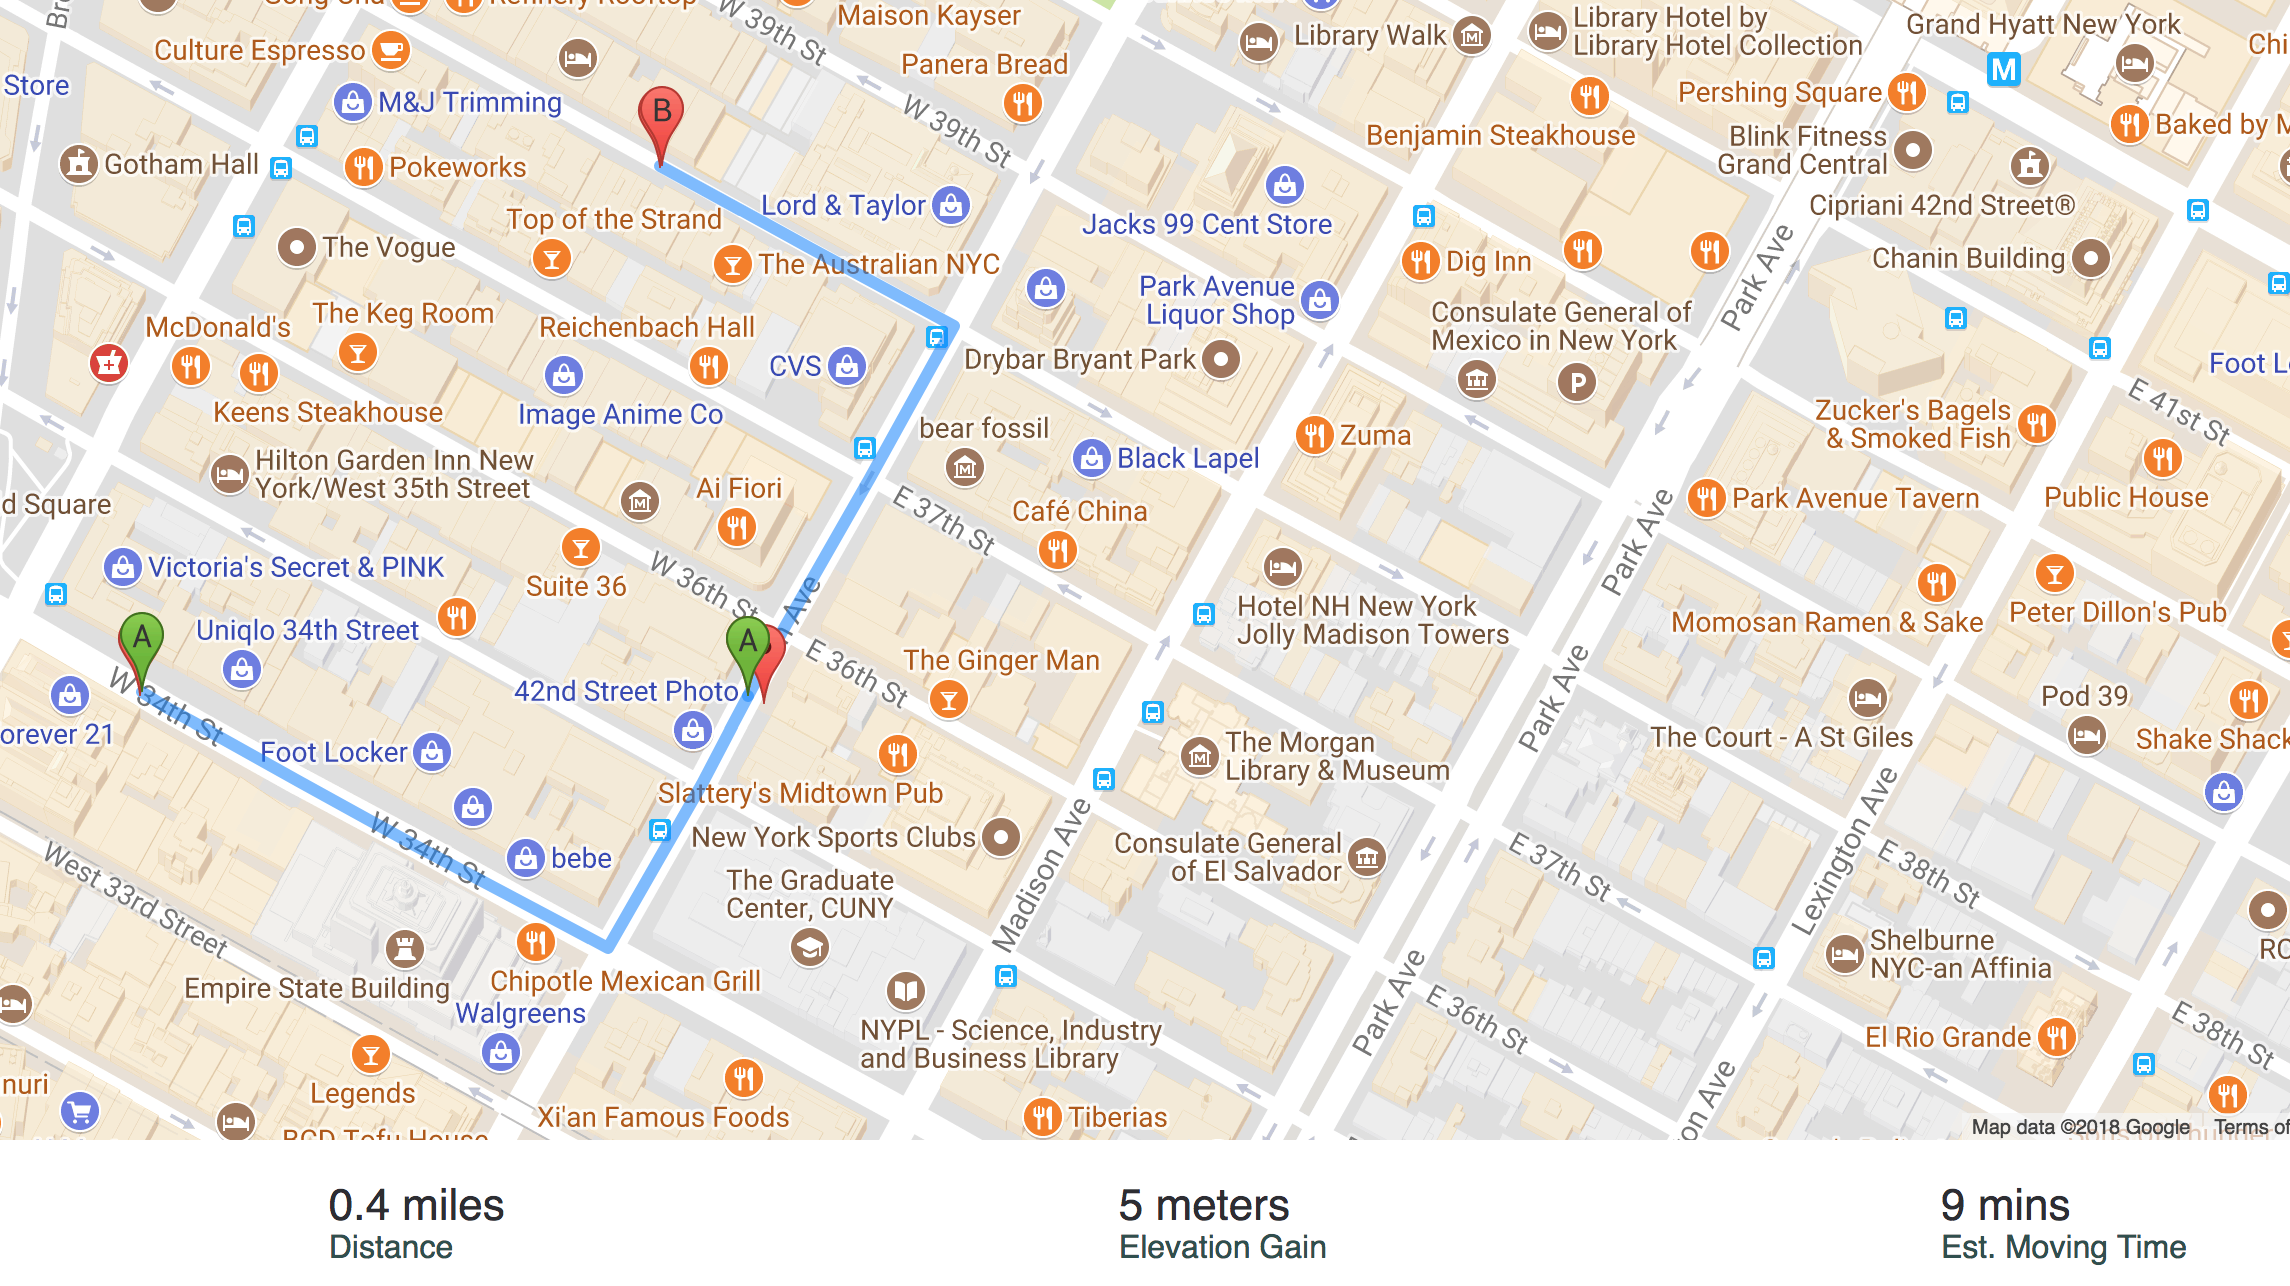 Refinery Rooftop
W 39th St
Maison Kayser
Library Walk
Library Hotel by
Library Hotel Collection
Grand Hyatt New York
Culture Espresso
Panera Bread
M
Store
M&J Trimming
B
W 39th St
Benjamin Steakhouse
Pershing Square
Blink Fitness
Grand Central
Baked by M
Gotham Hall
Pokeworks
Lord & Taylor
Jacks 99 Cent Store
Cipriani 42nd Street®
Top of the Strand
The Vogue
The Australian NYC
Dig Inn
Park Ave
Chanin Building
Park Avenue
Liquor Shop
McDonald's
The Keg Room
Reichenbach Hall
Consulate General of
Mexico in New York
CVS
Drybar Bryant Park
P
Foot L
Keens Steakhouse
Image Anime Co
bear fossil
Zuma
Zucker's Bagels
& Smoked Fish
E 41st St
Hilton Garden Inn New
York/West 35th Street
Ai Fiori
Black Lapel
d Square
E 37th St
Café China
Park Ave
Park Avenue Tavern
Public House
Victoria's Secret & PINK
Suite 36
W 36th St
Ave
Hotel NH New York
Jolly Madison Towers
Momosan Ramen & Sake
Peter Dillon's Pub
A
Uniqlo 34th Street
A
E 36th St
The Ginger Man
W 34th St
42nd Street Photo
Park Ave
Pod 39
orever 21
Foot Locker
The Morgan
Library & Museum
The Court - A St Giles
Shake Shack
Slattery's Midtown Pub
W 34th St
New York Sports Clubs
Madison Ave
Consulate General
of El Salvador
E 37th St
Lexington Ave
E 38th St
West 33rd Street
bebe
The Graduate
Center, CUNY
Shelburne
NYC-an Affinia
Empire State Building
Chipotle Mexican Grill
Walgreens
NYPL - Science, Industry
and Business Library
Park Ave
E 36th St
El Rio Grande
E 38th St
nuri
Legends
Xi'an Famous Foods
Tiberias
on Ave
BCD Tofu House
Map data ©2018 Google
Terms of
0.4 miles
Distance
5 meters
Elevation Gain
9 mins
Est. Moving Time